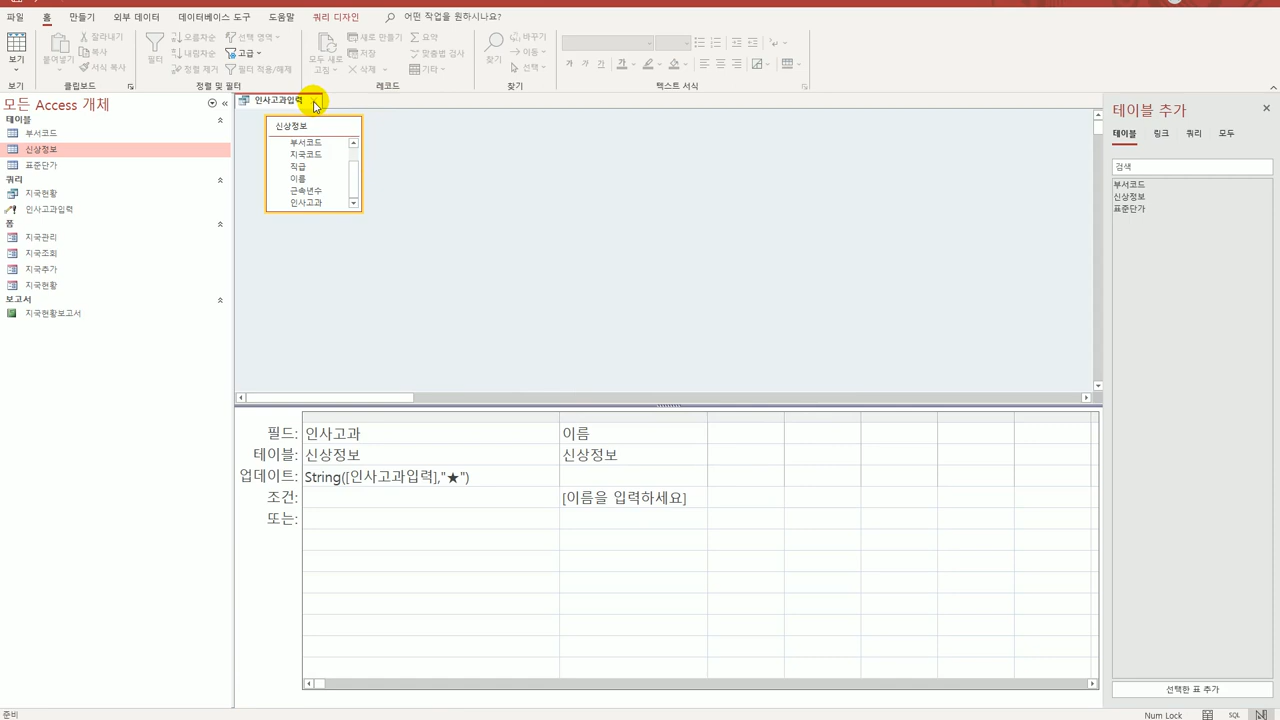 파일 홈 만들기 외부 데이터 데이터베이스 도구 도움말 쿼리 디자인 어떤 작업을 원하시나요?
보기 붙여넣기 잘라내기 복사 서식 복사
필터 오름차순 내림차순 정렬 제거 선택 영역 고급 필터 적용/해제
모두 새로 고침 새로 만들기 저장 삭제 요약 맞춤법 검사 기타
찾기 바꾸기 이동 선택
가 가 가 가
보기 클립보드 정렬 및 필터 레코드 찾기 텍스트 서식
모든 Access 개체
테이블
부서코드
신상정보
표준단가
쿼리
지국현황
인사고과입력
폼
지국관리
지국조회
지국추가
지국현황
보고서
지국현황보고서
인사고과입력
신상정보
부서코드
지국코드
직급
이름
근속년수
인사고과
필드: 인사고과 이름
테이블: 신상정보 신상정보
업데이트: String([인사고과입력],"★")
조건: [이름을 입력하세요]
또는:
테이블 추가
테이블 링크 쿼리 모두
검색
부서코드
신상정보
표준단가
선택한 표 추가
준비
Num Lock SQL